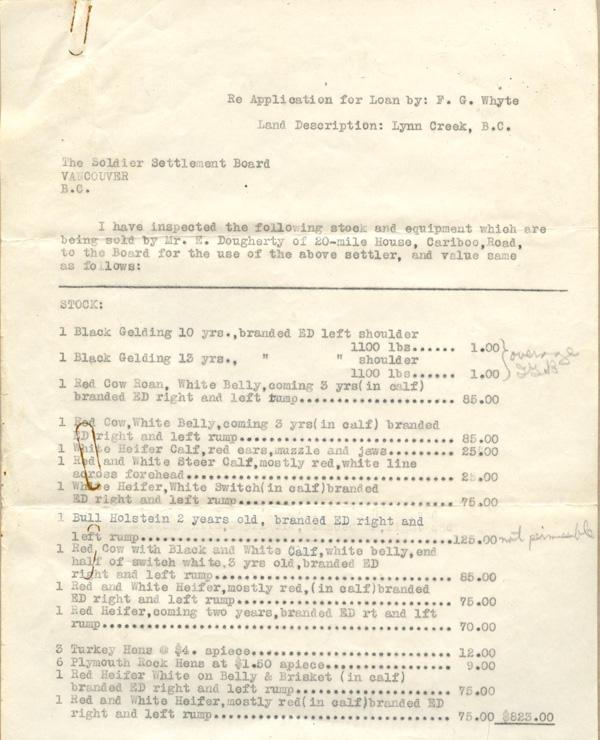 Re Application for Loan by: F. G. Whyte
Land Description: Lynn Creek, B.C.
The Soldier Settlement Board
VANCOUVER
B.C.
I have inspected the following stock and equipment which are
being sold by Mr. E. Dougherty of 20-mile House, Cariboo,Road,
to the Board for the use of the above settler, and value same
as follows:
STOCK:
1 Black Gelding 10 yrs.,branded ED left shoulder
1100 lbs...... 1.00
1 Black Gelding 13 yrs., " " shoulder
1100 lbs...... 1.00
overage
1 Red Cow Roan, White Belly,coming 3 yrs(in calf)
branded ED right and left rump.................... 85.00
1 Red Cow,White Belly,coming 3 yrs(in calf) branded
ED right and left rump............................ 85.00
1 White Heifer Calf,red ears,muzzle and jaws....... 25.00
1 Red and White Steer Calf,mostly red,white line
across forehead................................... 25.00
1 White Heifer,White Switch(in calf)branded
ED right and left rump............................ 75.00
1 Bull Holstein 2 years old, branded ED right and
left rump.........................................125.00 not permissible
1 Red Cow with Black and White Calf,white belly,end
half of switch white,3 yrs old,branded ED
right and left rump............................... 85.00
1 Red and White Heifer,mostly red,(in calf)branded
ED right and left rump............................ 75.00
1 Red Heifer,coming two years,branded ED rt and lft
rump.............................................. 70.00
3 Turkey Hens @ $4. apiece......................... 12.00
6 Plymouth Rock Hens at $1.50 apiece............... 9.00
1 Red Heifer White on Belly & Brisket (in calf)
branded ED right and left rump.................... 75.00
1 Red and White Heifer,mostly red(in calf)branded ED
right and left rump............................... 75.00 $823.00